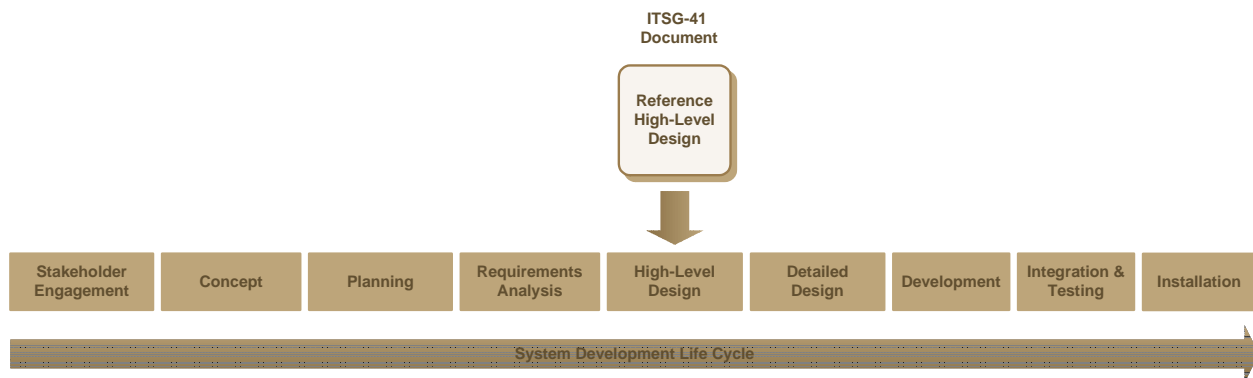 ITSG-41
Document
Reference
High-Level
Design
Stakeholder
Engagement
Concept
Planning
Requirements
Analysis
High-Level
Design
Detailed
Design
Development
Integration &
Testing
Installation
System Development Life Cycle